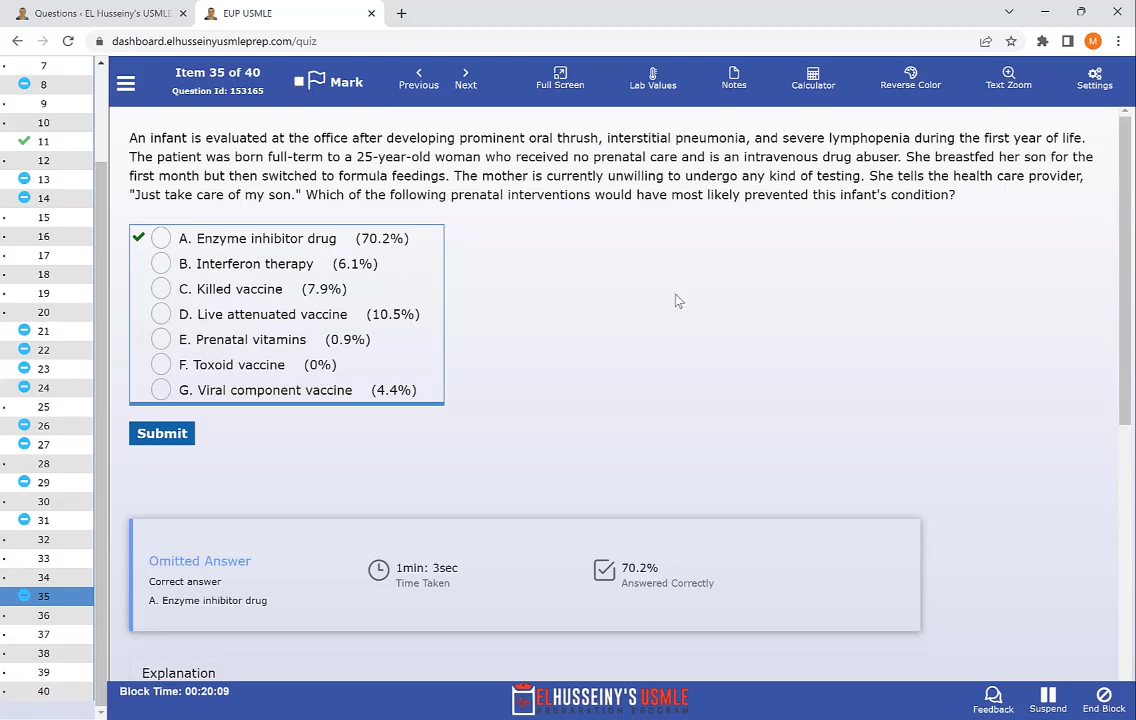 Questions ‹ EL Husseiny's USMLE
EUP USMLE
dashboard.elhusseinyusmleprep.com/quiz
M
7
8
9
10
11
12
13
14
15
16
17
18
19
20
21
22
23
24
25
26
27
28
29
30
31
32
33
34
35
36
37
38
39
40
Item 35 of 40
Question Id: 153165
Mark
Previous
Next
Full Screen
Lab Values
Notes
Calculator
Reverse Color
Text Zoom
Settings
An infant is evaluated at the office after developing prominent oral thrush, interstitial pneumonia, and severe lymphopenia during the first year of life.
The patient was born full-term to a 25-year-old woman who received no prenatal care and is an intravenous drug abuser. She breastfed her son for the
first month but then switched to formula feedings. The mother is currently unwilling to undergo any kind of testing. She tells the health care provider,
"Just take care of my son." Which of the following prenatal interventions would have most likely prevented this infant's condition?
A. Enzyme inhibitor drug (70.2%)
B. Interferon therapy (6.1%)
C. Killed vaccine (7.9%)
D. Live attenuated vaccine (10.5%)
E. Prenatal vitamins (0.9%)
F. Toxoid vaccine (0%)
G. Viral component vaccine (4.4%)
Submit
Omitted Answer
Correct answer
A. Enzyme inhibitor drug
1min: 3sec
Time Taken
70.2%
Answered Correctly
Explanation
Block Time: 00:20:09
ELHUSSEINY'S USMLE
PREPARATION PROGRAM
Feedback
Suspend
End Block